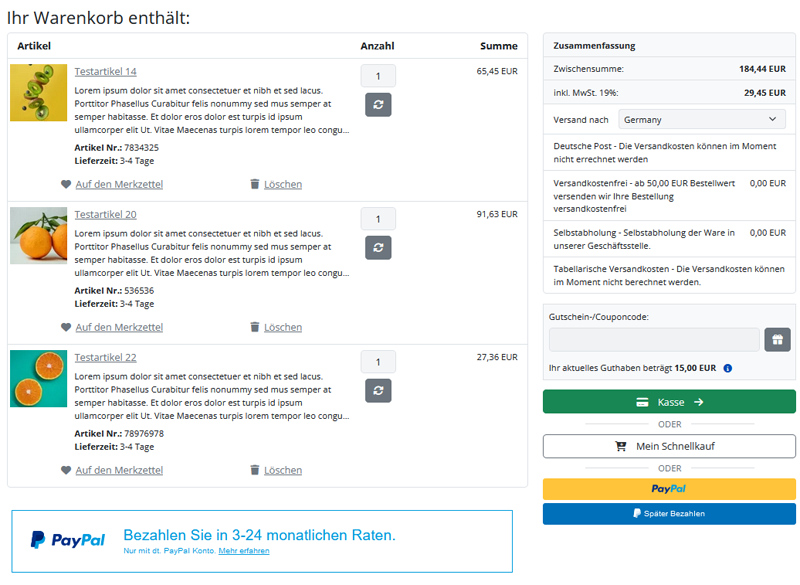 Ihr Warenkorb enthält:
Artikel Anzahl Summe
Testartikel 14 1 65,45 EUR
Lorem ipsum dolor sit amet consectetuer et nibh et sed lacus.
Porttitor Phasellus Curabitur felis nonummy sed mus semper at
semper habitasse. Et dolor eros dolor est turpis id ipsum
ullamcorper elit Ut. Vitae Maecenas turpis lorem tempor leo congu...
Artikel Nr.: 7834325
Lieferzeit: 3-4 Tage
Auf den Merkzettel Löschen
Testartikel 20 1 91,63 EUR
Lorem ipsum dolor sit amet consectetuer et nibh et sed lacus.
Porttitor Phasellus Curabitur felis nonummy sed mus semper at
semper habitasse. Et dolor eros dolor est turpis id ipsum
ullamcorper elit Ut. Vitae Maecenas turpis lorem tempor leo congu...
Artikel Nr.: 536536
Lieferzeit: 3-4 Tage
Auf den Merkzettel Löschen
Testartikel 22 1 27,36 EUR
Lorem ipsum dolor sit amet consectetuer et nibh et sed lacus.
Porttitor Phasellus Curabitur felis nonummy sed mus semper at
semper habitasse. Et dolor eros dolor est turpis id ipsum
ullamcorper elit Ut. Vitae Maecenas turpis lorem tempor leo congu...
Artikel Nr.: 78976978
Lieferzeit: 3-4 Tage
Auf den Merkzettel Löschen
PayPal Bezahlen Sie in 3-24 monatlichen Raten.
Nur mit dt. PayPal Konto. Mehr erfahren
Zusammenfassung
Zwischensumme: 184,44 EUR
inkl. MwSt. 19%: 29,45 EUR
Versand nach Germany
Deutsche Post - Die Versandkosten können im Moment
nicht errechnet werden
Versandkostenfrei - ab 50,00 EUR Bestellwert 0,00 EUR
versenden wir Ihre Bestellung
versandkostenfrei
Selbstabholung - Selbstabholung der Ware in 0,00 EUR
unserer Geschäftsstelle.
Tabellarische Versandkosten - Die Versandkosten können
im Moment nicht berechnet werden.
Gutschein-/Couponcode:
Ihr aktuelles Guthaben beträgt 15,00 EUR
Kasse
ODER
Mein Schnellkauf
ODER
PayPal
Später Bezahlen